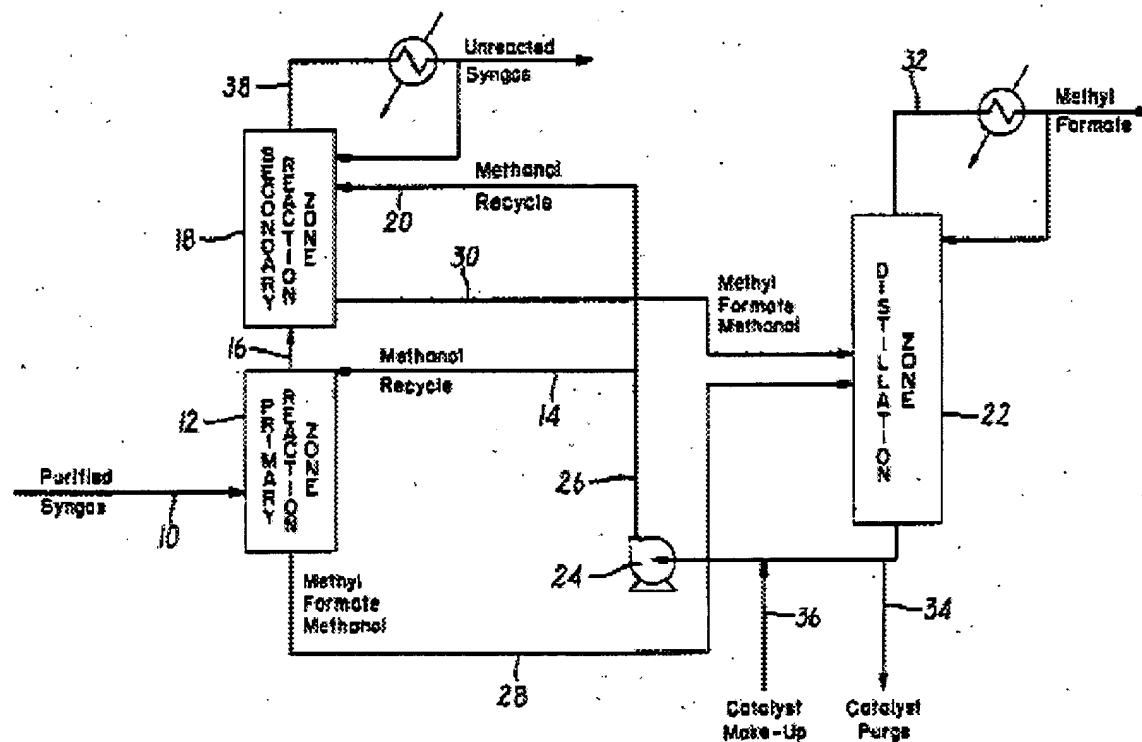 Unreacted
Syngas
38
32
Methyl
Formate
SECONDARY
REACTION
ZONE
18
Methanol
Recycle
20
30
Methyl
Formate
Methanol
DISTILLATION
ZONE
22
16
Methanol
Recycle
14
12
PRIMARY
REACTION
ZONE
Purified
Syngas
10
26
24
Methyl
Formate
Methanol
28
36
34
Catalyst
Make-Up
Catalyst
Purge